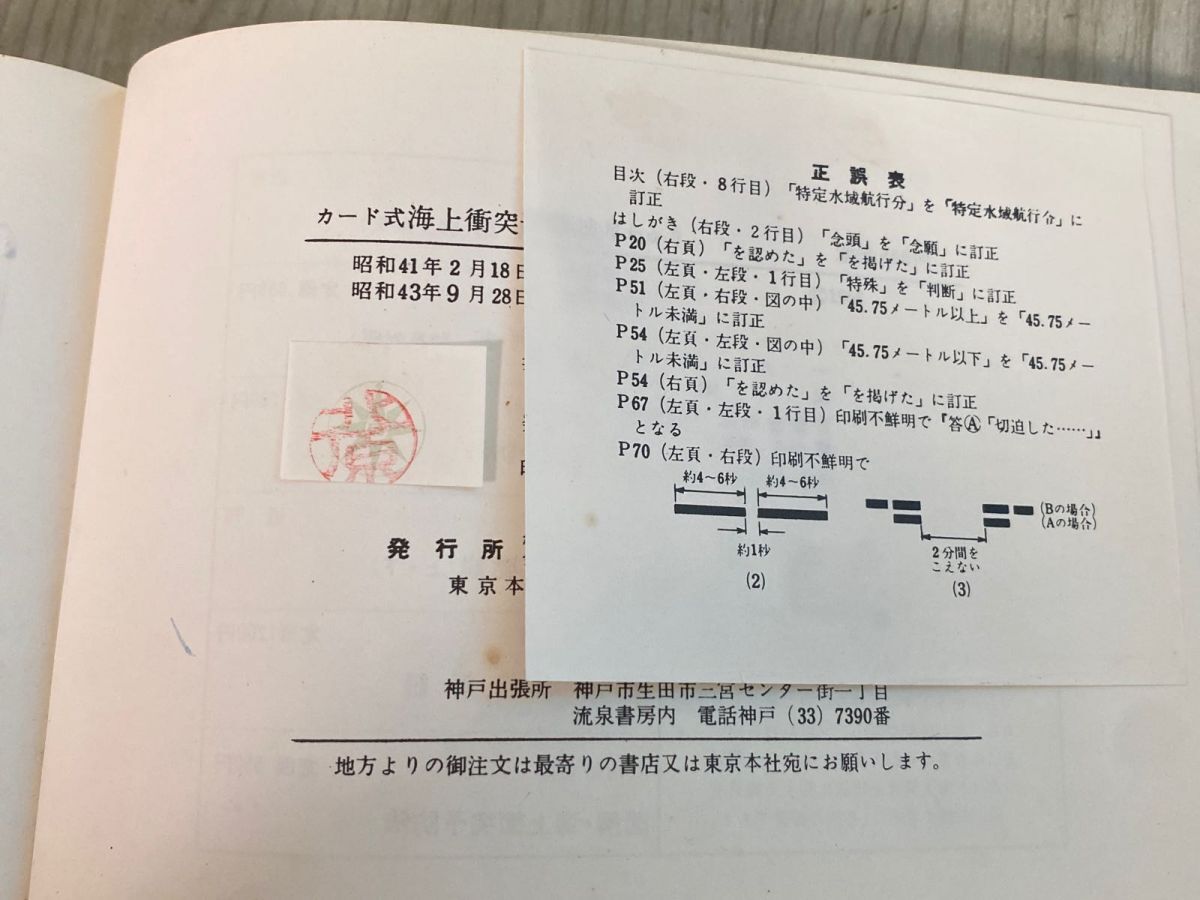 カード式海上衝突
昭和41年2月18日
昭和43年9月28日
発行所
東京本
神戸出張所　神戸市生田市三宮センター街一丁目
流泉書房内　電話神戸（33）7390番
地方よりの御注文は最寄りの書店又は東京本社宛にお願いします。
正誤表
目次（右段・8行目）「特定水域航行分」を「特定水域航行令」に
訂正
はしがき（右段・2行目）「念頭」を「念願」に訂正
P20（右頁）「を認めた」を「を掲げた」に訂正
P25（左頁・左段・1行目）「特殊」を「判断」に訂正
P51（左頁・右段・図の中）「45.75メートル以上」を「45.75メー
トル未満」に訂正
P54（左頁・左段・図の中）「45.75メートル以下」を「45.75メー
トル未満」に訂正
P54（右頁）「を認めた」を「を掲げた」に訂正
P67（左頁・左段・1行目）印刷不鮮明で『答Ⓐ「切迫した……」』
となる
P70（左頁・右段）印刷不鮮明で
約4～6秒　約4～6秒
約1秒
(2)
(Bの場合)
(Aの場合)
2分間を
こえない
(3)